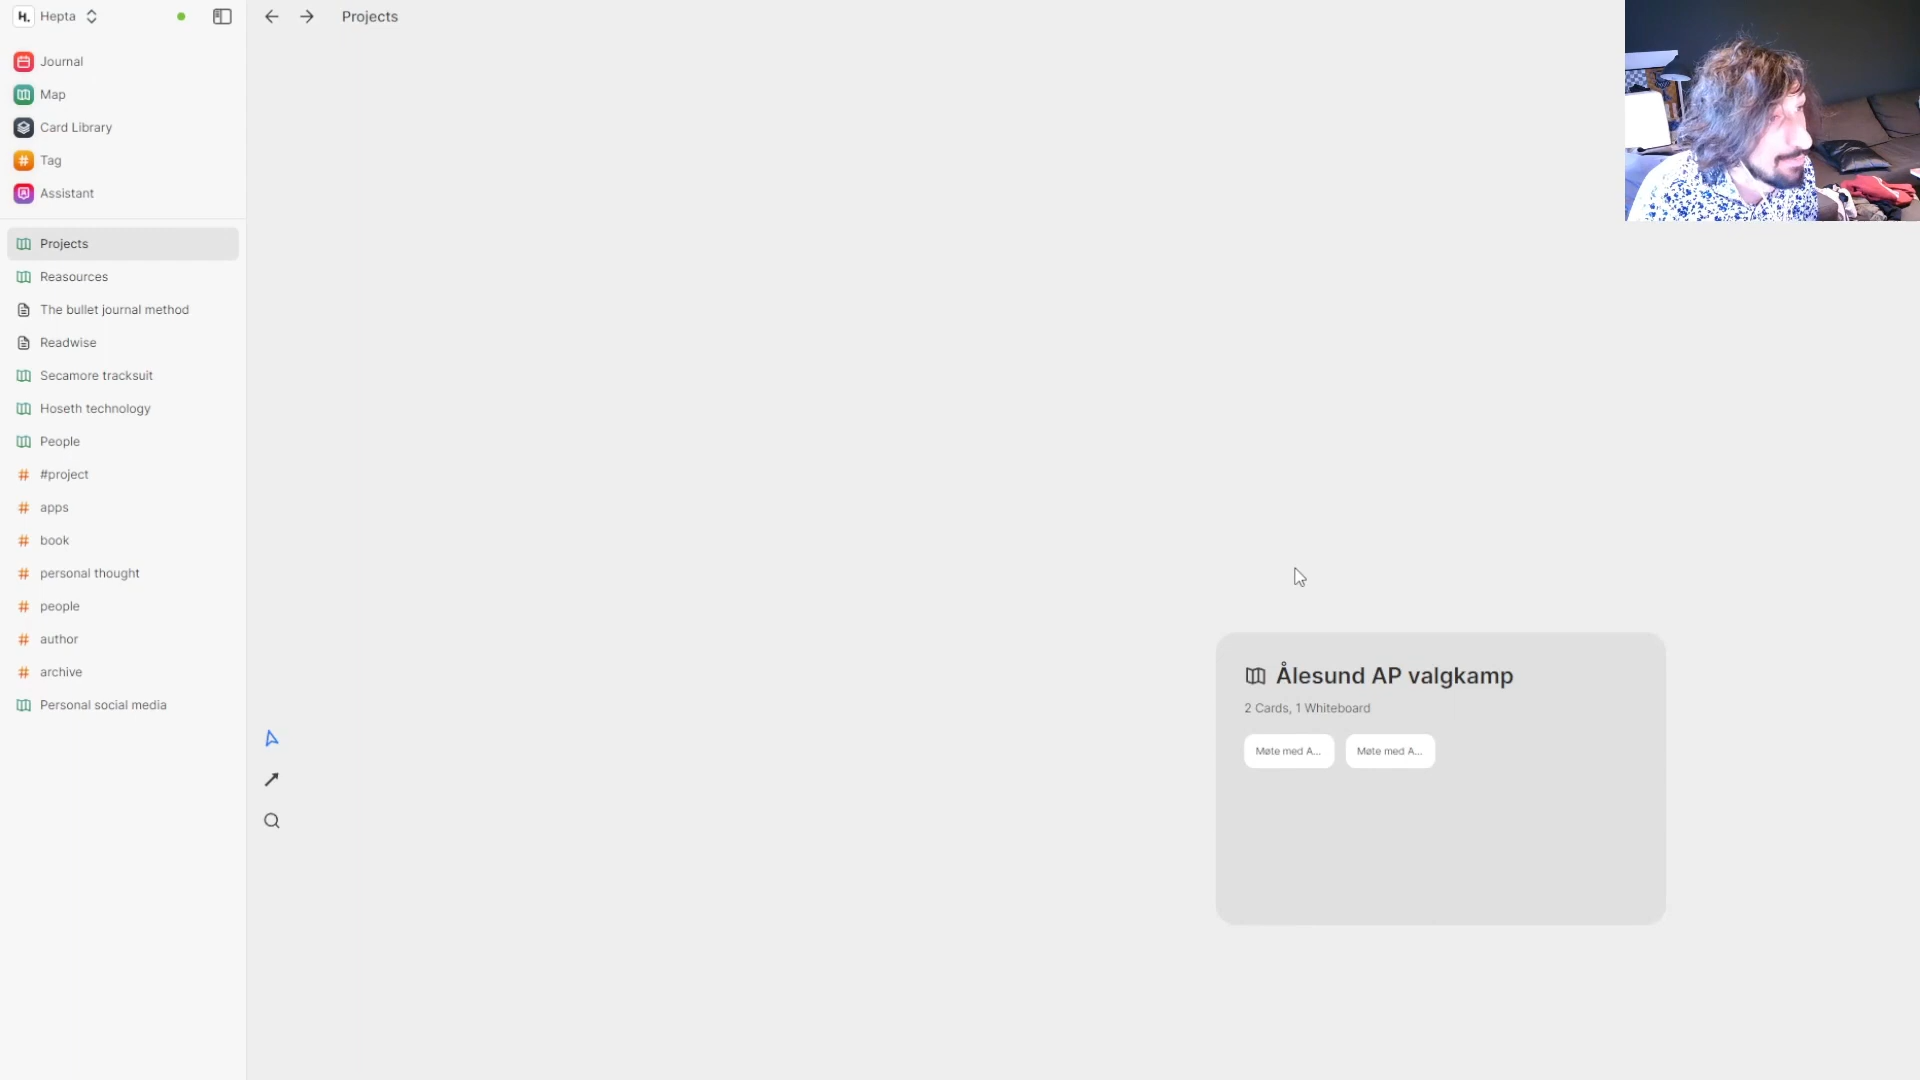 H. Hepta
Projects
Journal
Map
Card Library
Tag
Assistant
Projects
Reasources
The bullet journal method
Readwise
Secamore tracksuit
Hoseth technology
People
# #project
# apps
# book
# personal thought
# people
# author
# archive
Personal social media
Ålesund AP valgkamp
2 Cards, 1 Whiteboard
Møte med A... Møte med A...